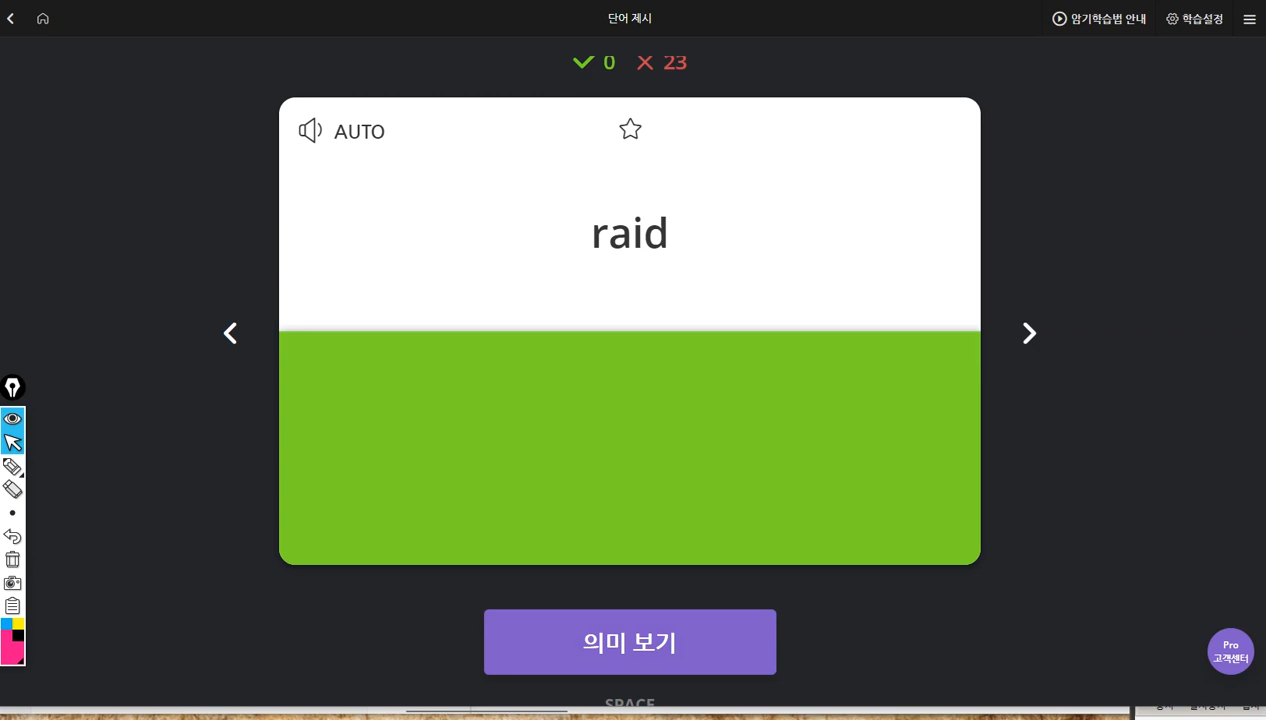 단어 제시
암기학습법 안내
학습설정
0
23
AUTO
raid
의미 보기
SPACE
Pro
고객센터